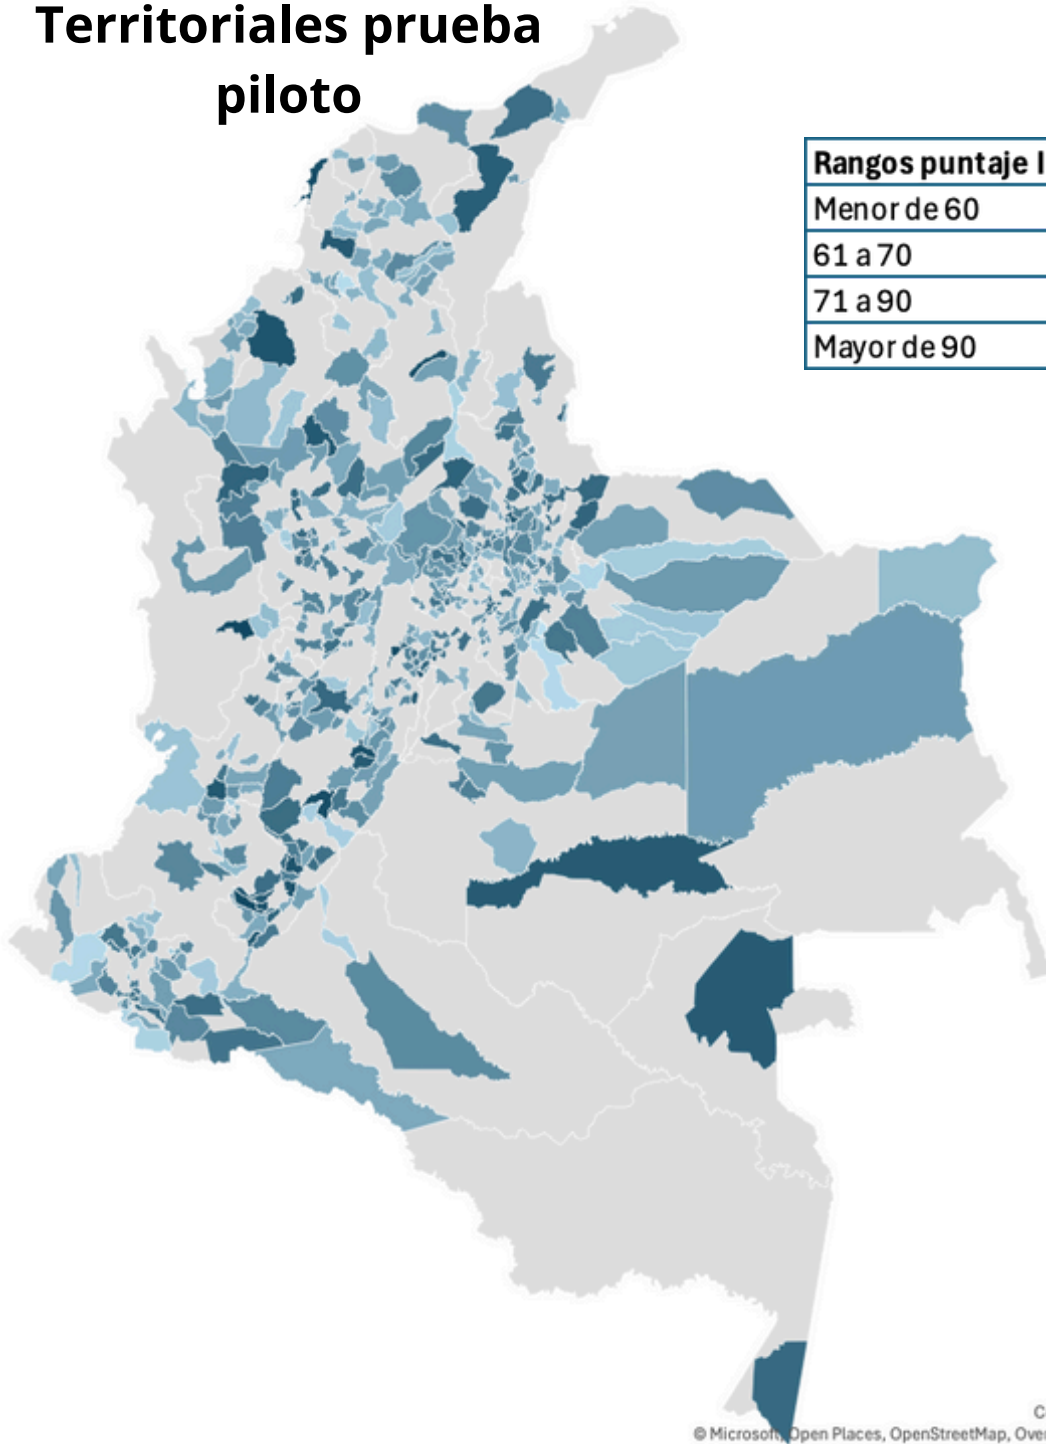 Territoriales prueba
piloto
Rangos puntaje I
Menor de 60
61 a 70
71 a 90
Mayor de 90
C
© Microsoft, Open Places, OpenStreetMap, Over